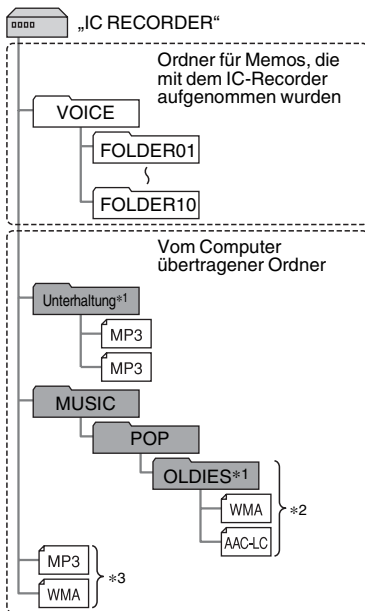 „IC RECORDER“
Ordner für Memos, die
mit dem IC-Recorder
aufgenommen wurden
VOICE
FOLDER01
FOLDER10
Vom Computer
übertragener Ordner
Unterhaltung*1
MP3
MP3
MUSIC
POP
OLDIES*1
WMA
*2
AAC-LC
MP3
*3
WMA